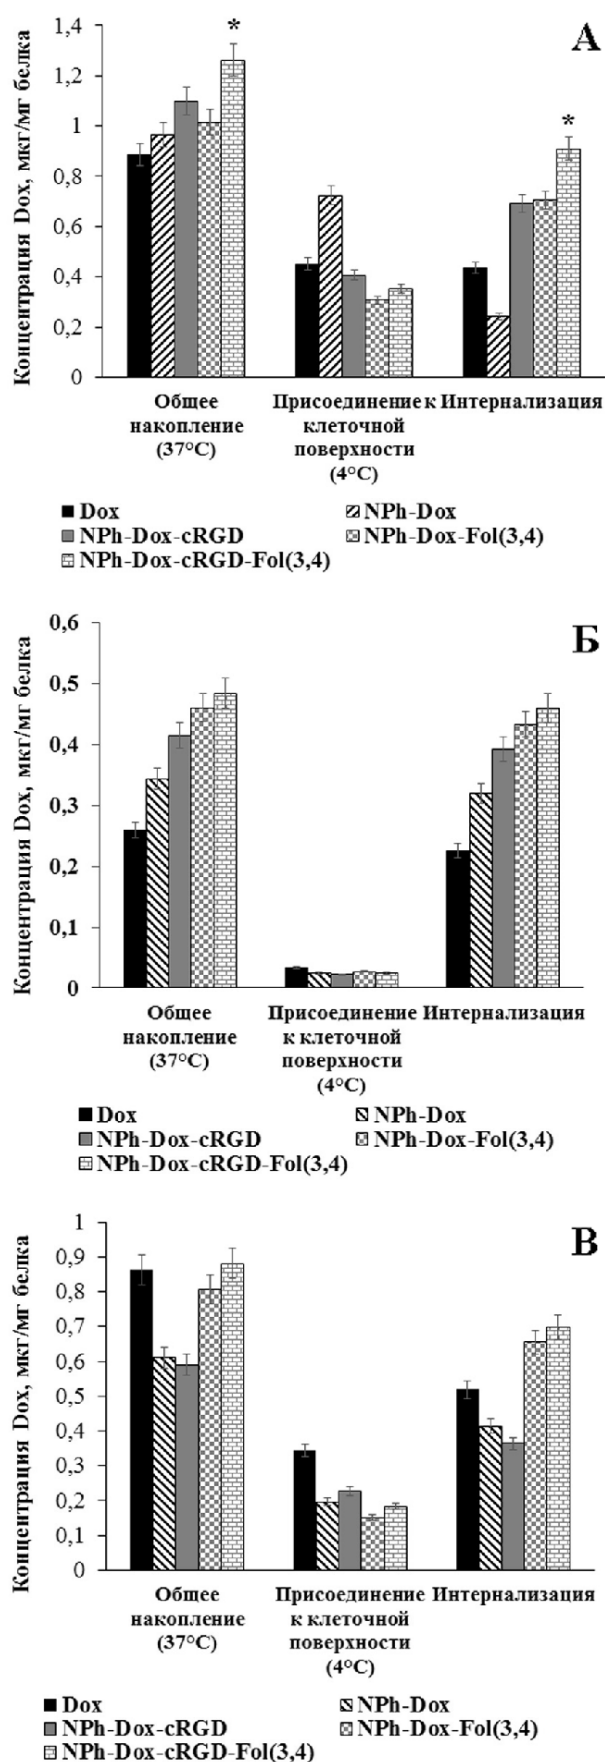 А
Концентрация Dox, мкг/мг белка
1,4
1,2
1
0,8
0,6
0,4
0,2
0
*
*
Общее
накопление
(37°C)
Присоединение к
клеточной
поверхности
(4°C)
Интернализация
Dox
NPh-Dox
NPh-Dox-cRGD
NPh-Dox-Fol(3,4)
NPh-Dox-cRGD-Fol(3,4)
Б
Концентрация Dox, мкг/мг белка
0,6
0,5
0,4
0,3
0,2
0,1
0
Общее
накопление
(37°C)
Присоединение
к клеточной
поверхности
(4°C)
Интернализация
Dox
NPh-Dox
NPh-Dox-cRGD
NPh-Dox-Fol(3,4)
NPh-Dox-cRGD-Fol(3,4)
В
Концентрация Dox, мкг/мг белка
1
0,9
0,8
0,7
0,6
0,5
0,4
0,3
0,2
0,1
0
Общее
накопление
(37°C)
Присоединение
к клеточной
поверхности
(4°C)
Интернализация
Dox
NPh-Dox
NPh-Dox-cRGD
NPh-Dox-Fol(3,4)
NPh-Dox-cRGD-Fol(3,4)